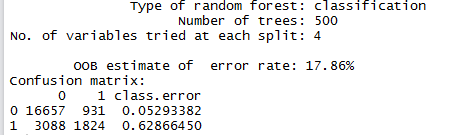 Type of random forest: classification
Number of trees: 500
No. of variables tried at each split: 4
OOB estimate of  error rate: 17.86%
Confusion matrix:
0    1 class.error
0 16657  931  0.05293382
1  3088 1824  0.62866450